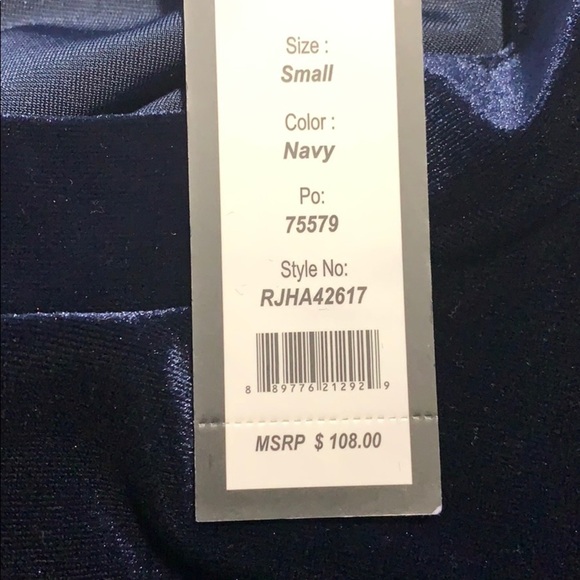 Size :
Small
Color :
Navy
Po:
75579
Style No:
RJHA42617
8 89776 21292 9
MSRP $ 108.00